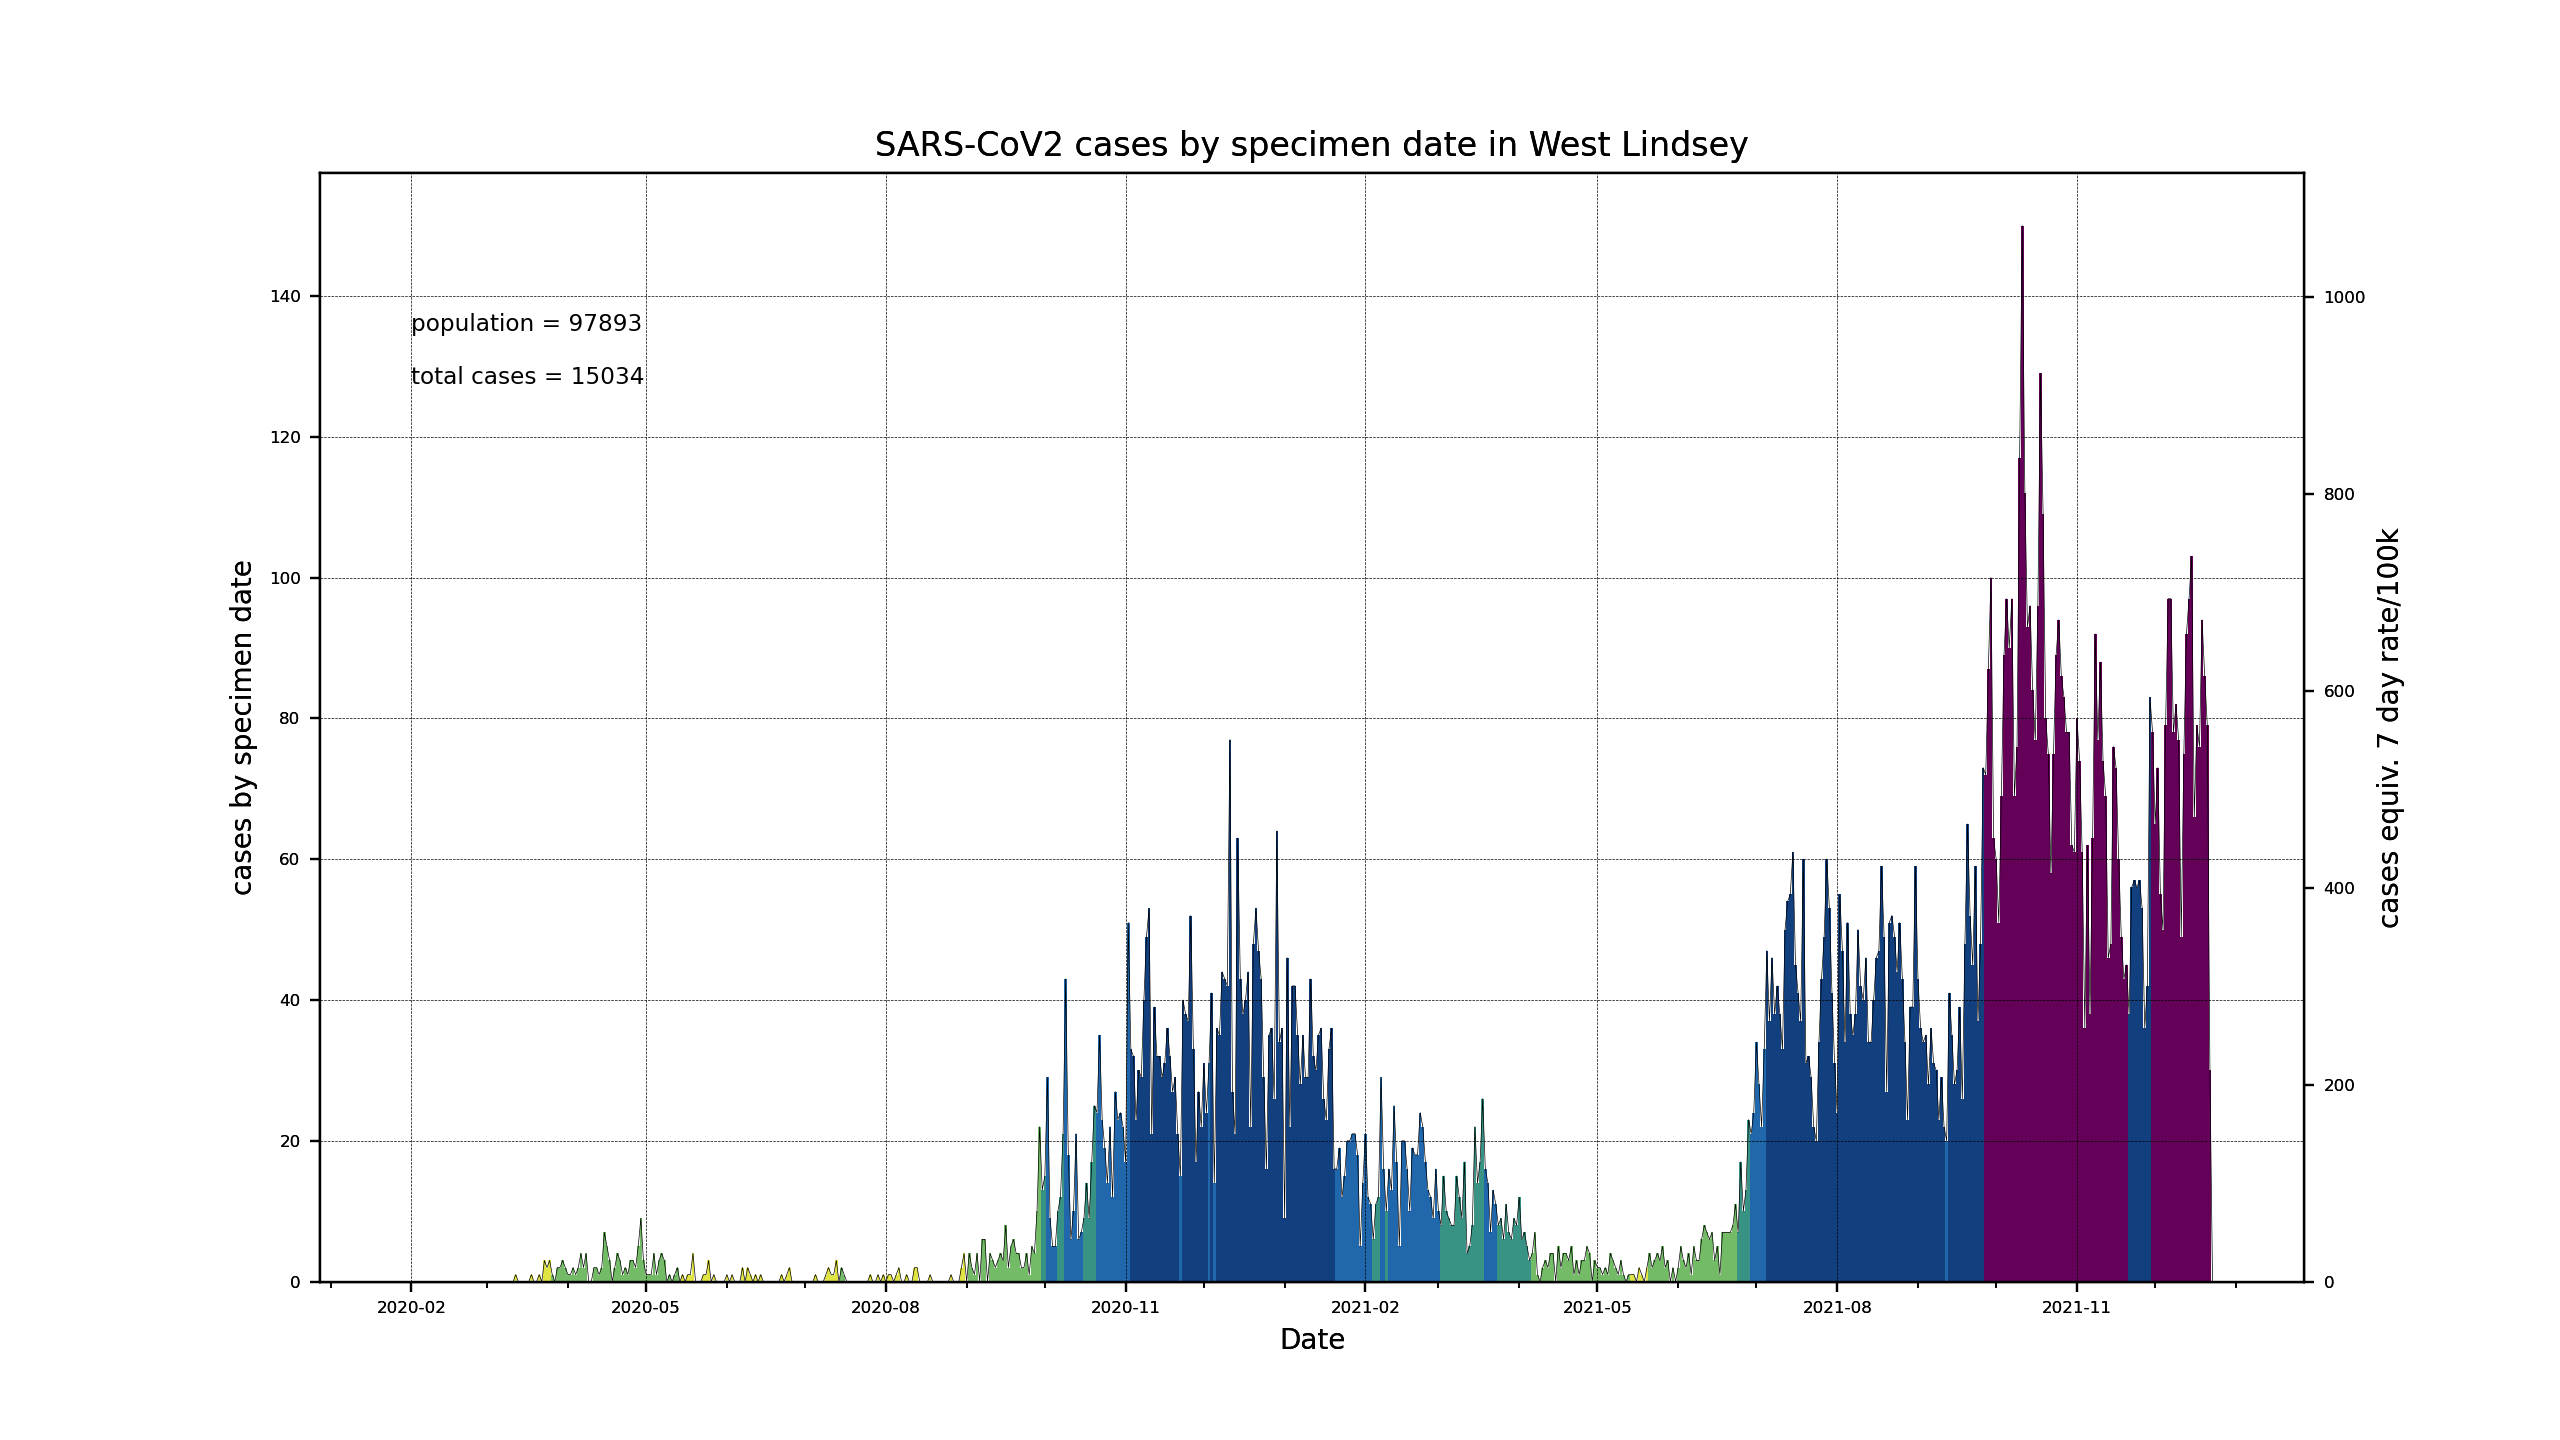 SARS-CoV2 cases by specimen date in West Lindsey
population = 97893
total cases = 15034
cases by specimen date
140
120
100
80
60
40
20
0
cases equiv. 7 day rate/100k
1000
800
600
400
200
0
2020-02 2020-05 2020-08 2020-11 2021-02 2021-05 2021-08 2021-11
Date